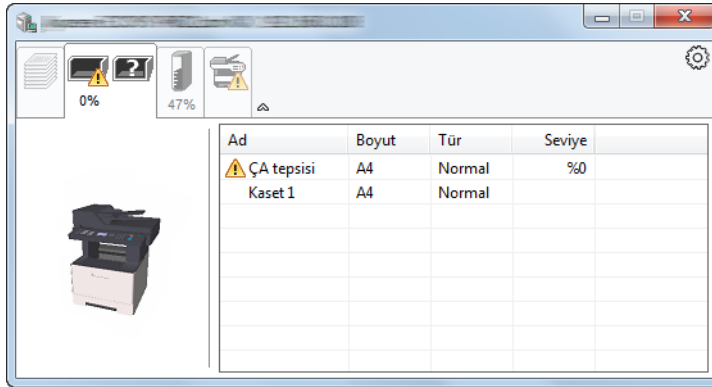 0%
47%
Ad Boyut Tür Seviye
ÇA tepsisi A4 Normal %0
Kaset 1 A4 Normal